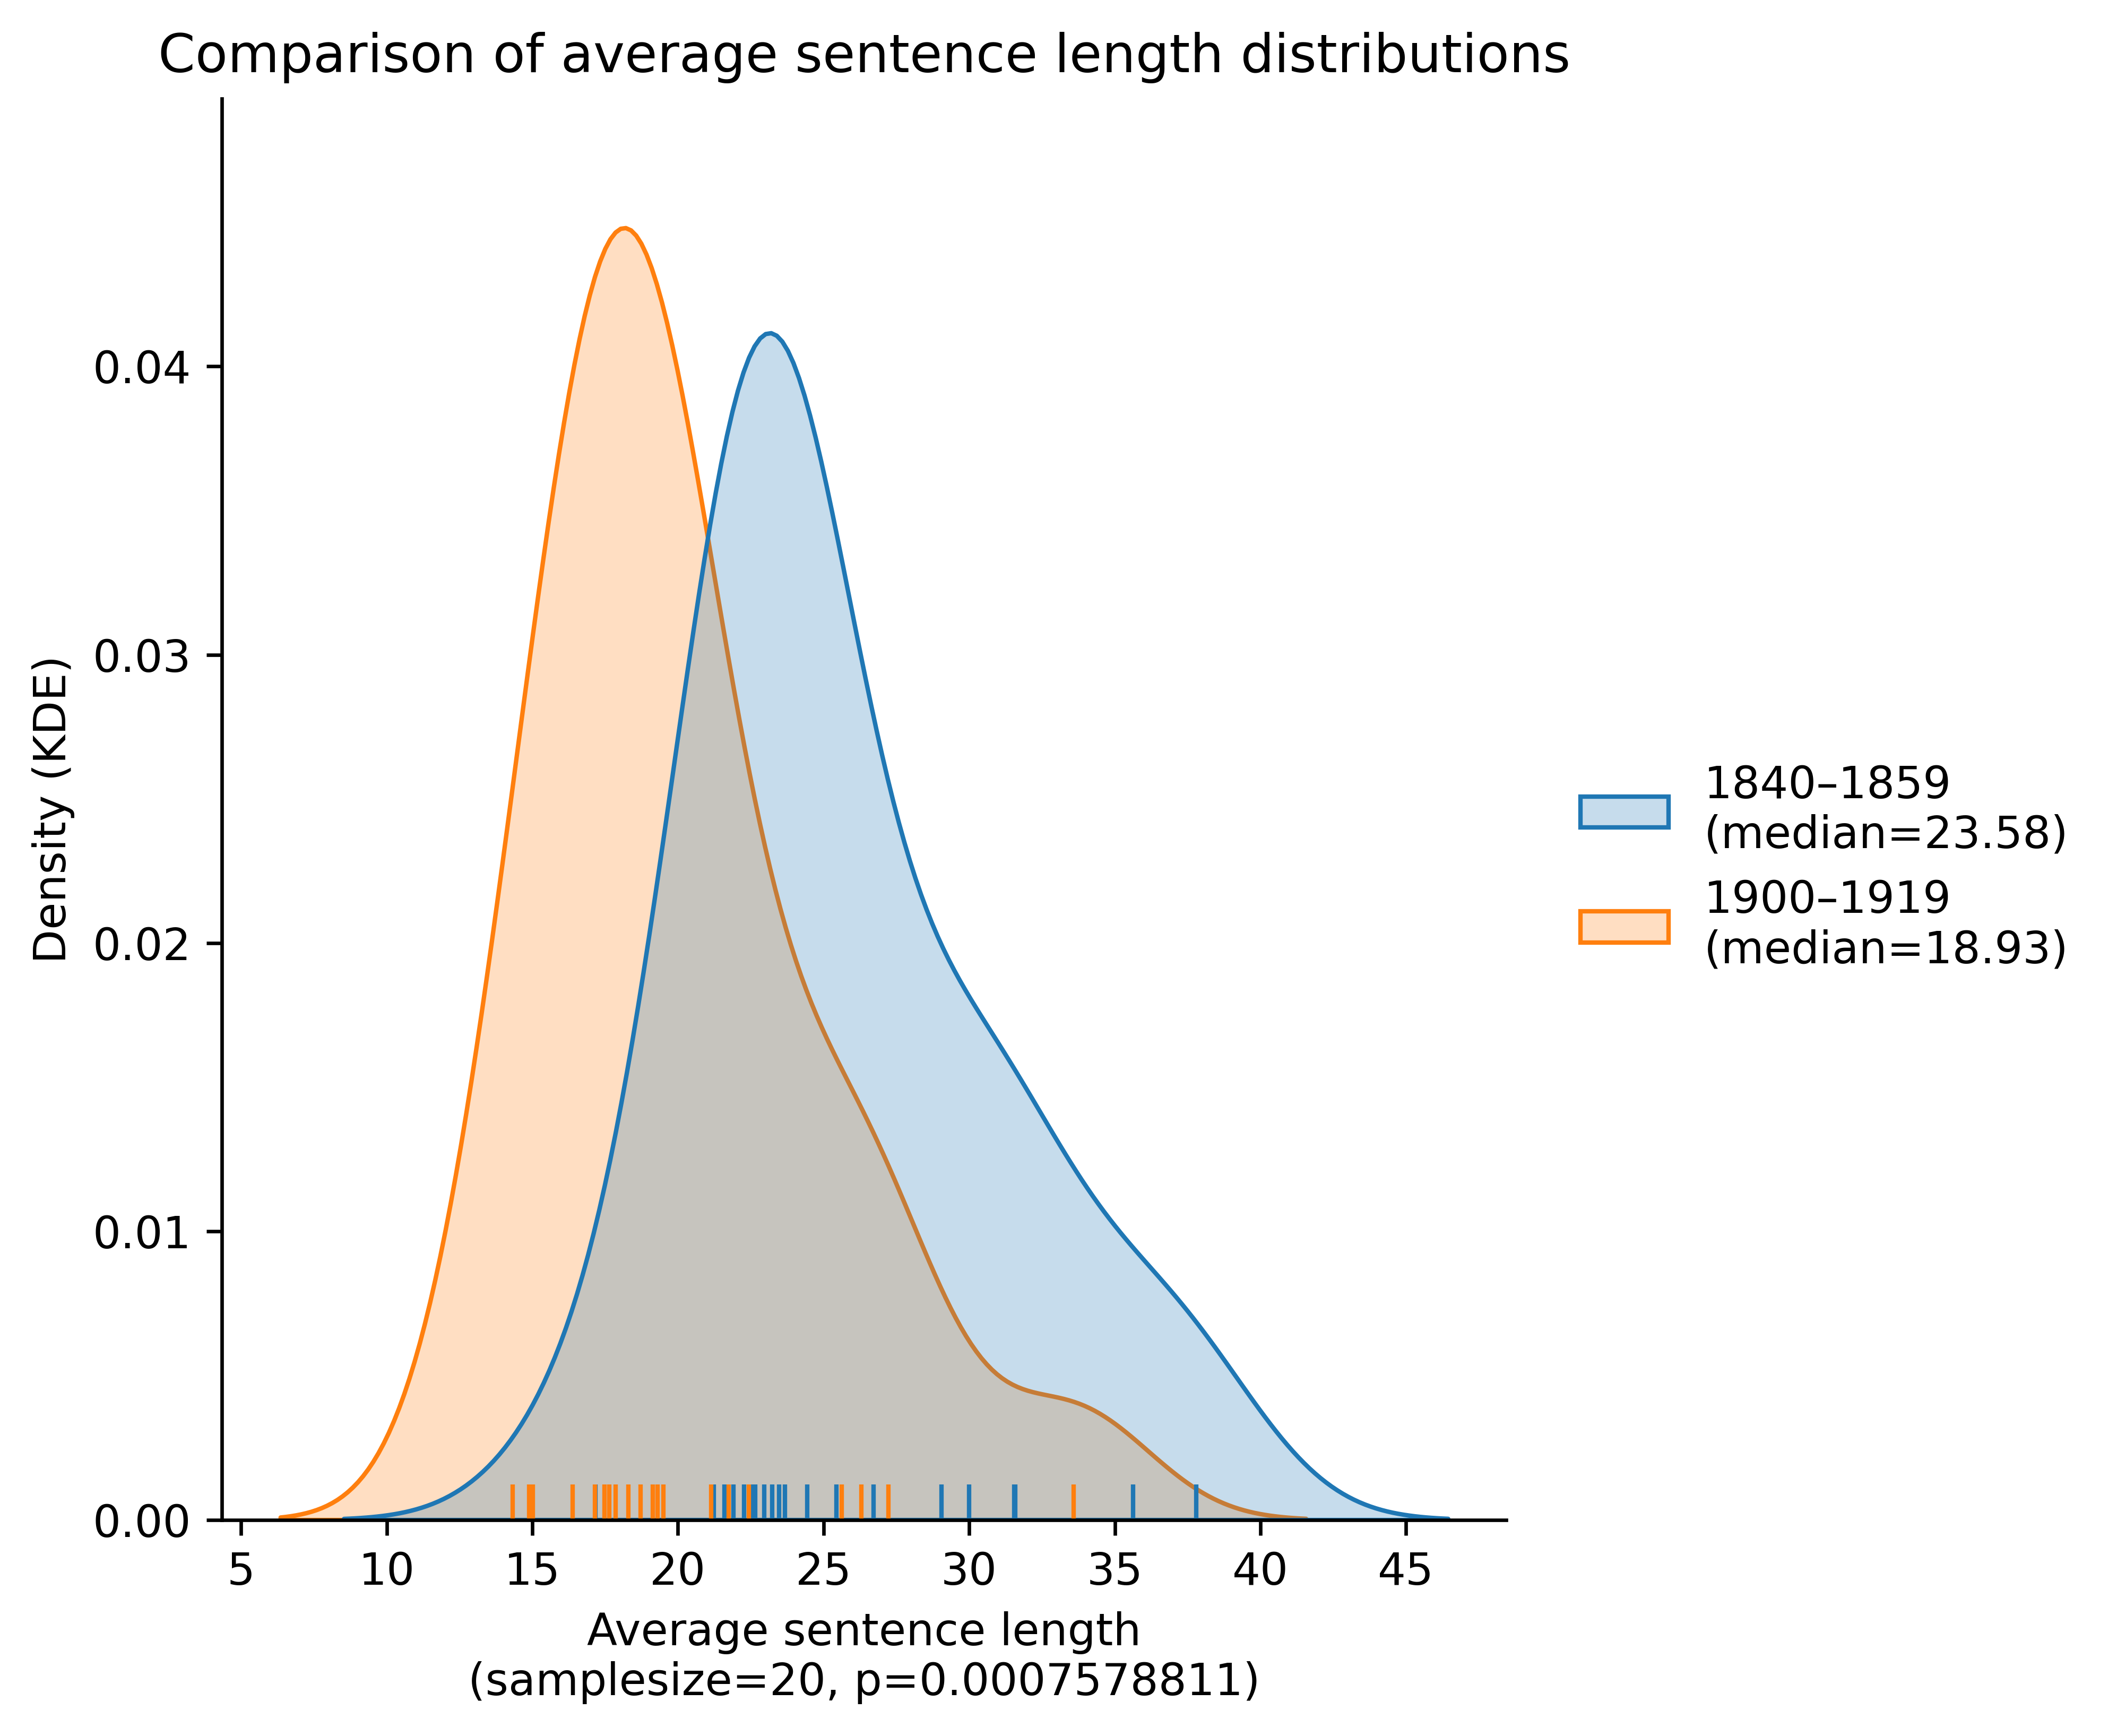 Comparison of average sentence length distributions
Density (KDE)
0.04
0.03
0.02
0.01
0.00
5 10 15 20 25 30 35 40 45
Average sentence length
(samplesize=20, p=0.0007578811)
1840–1859
(median=23.58)
1900–1919
(median=18.93)